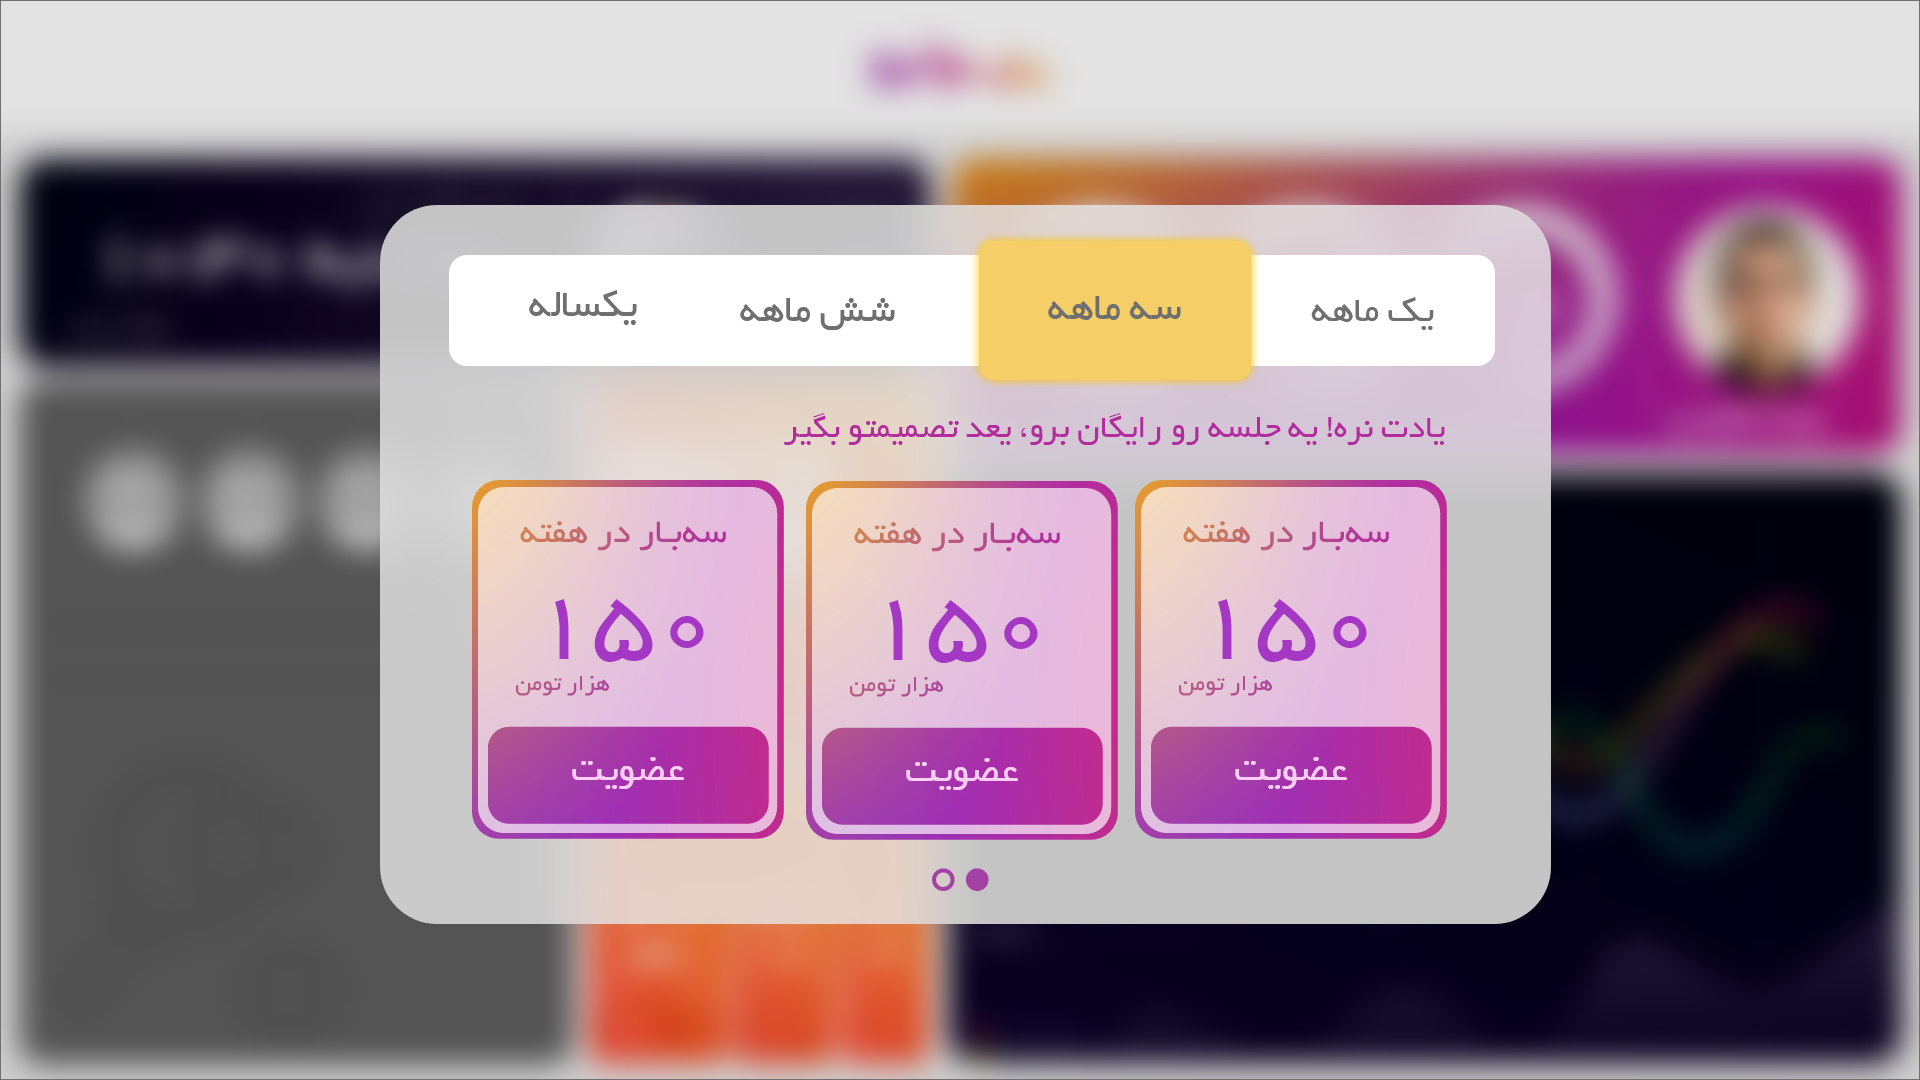 یک ماهه
سه ماهه
شش ماهه
یکساله
یادت نره! یه جلسه رو رایگان برو، یعد تصمیمتو بگیر
سه‌بار در هفته
۱۵۰
هزار تومن
عضویت
سه‌بار در هفته
۱۵۰
هزار تومن
عضویت
سه‌بار در هفته
۱۵۰
هزار تومن
عضویت